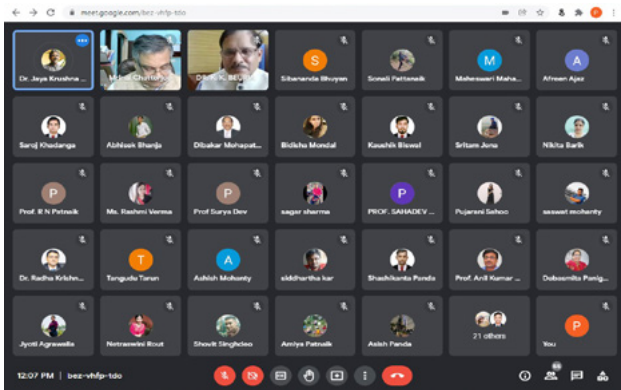 meet.google.com/bez-vhfp-tdo
P
Dr. Jaya Krushna ...
S
Sibananda Bhuyan
Sonali Pattanaik
M
Maheswari Maha...
A
Afreen Ajaz
Saroj Khadanga
Abhisek Bhanja
Dibakar Mohapat...
Bidisha Mondal
Kaushik Biswal
Sritam Jena
Nikita Barik
P
Prof. R N Patnaik
Ms. Rashmi Verma
P
Prof Surya Dev
sagar sharma
P
PROF. SAHADEV ...
Pujarani Sahoo
saswat mohanty
Dr. Radha Krishn...
T
Tangudu Tarun
A
Ashish Mohanty
siddhartha kar
Shashikanta Panda
Prof. Anil Kumar ...
Debasmita Panig...
Jyoti Agrawalla
Netraswini Rout
Shovit Singhdeo
Amiya Patnaik
Asish Panda
21 others
P
You
12:07 PM | bez-vhfp-tdo